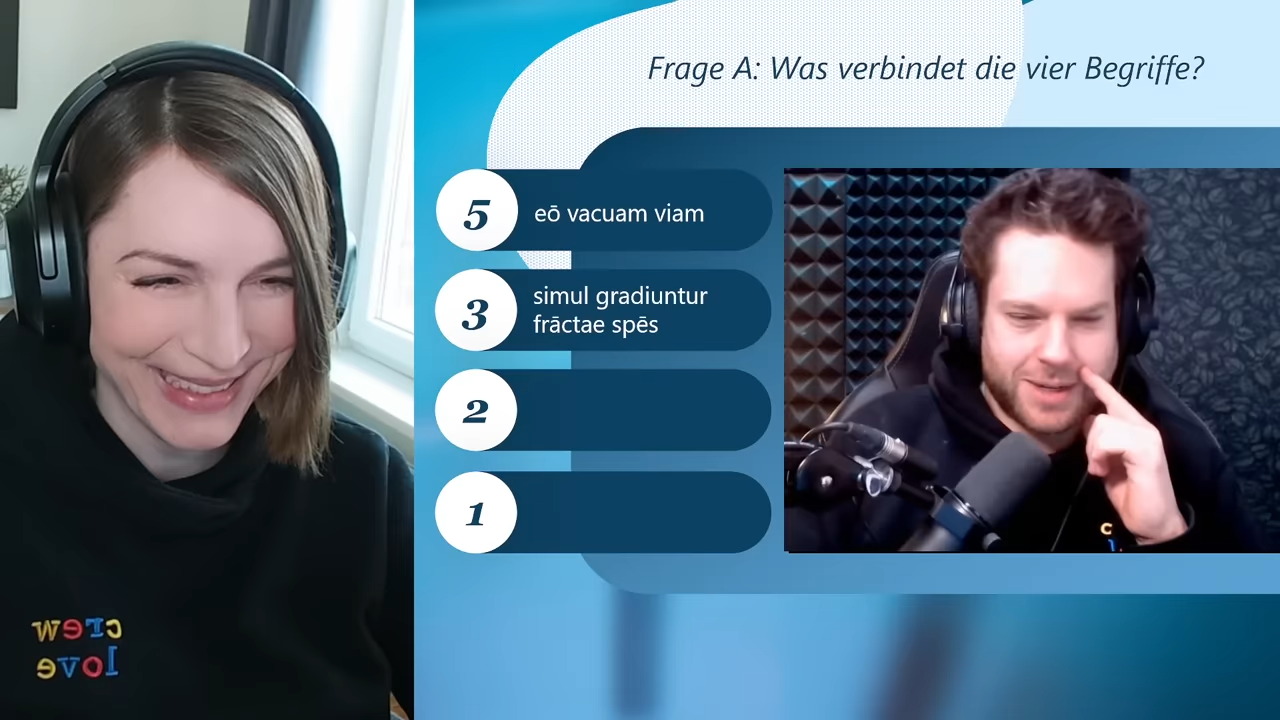 Frage A: Was verbindet die vier Begriffe?
5
eō vacuam viam
3
simul gradiuntur
frāctae spēs
2
1
crew
love
c
l